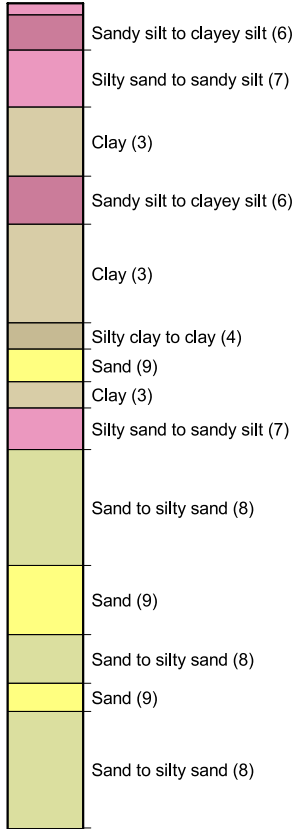 Sandy silt to clayey silt (6)
Silty sand to sandy silt (7)
Clay (3)
Sandy silt to clayey silt (6)
Clay (3)
Silty clay to clay (4)
Sand (9)
Clay (3)
Silty sand to sandy silt (7)
Sand to silty sand (8)
Sand (9)
Sand to silty sand (8)
Sand (9)
Sand to silty sand (8)